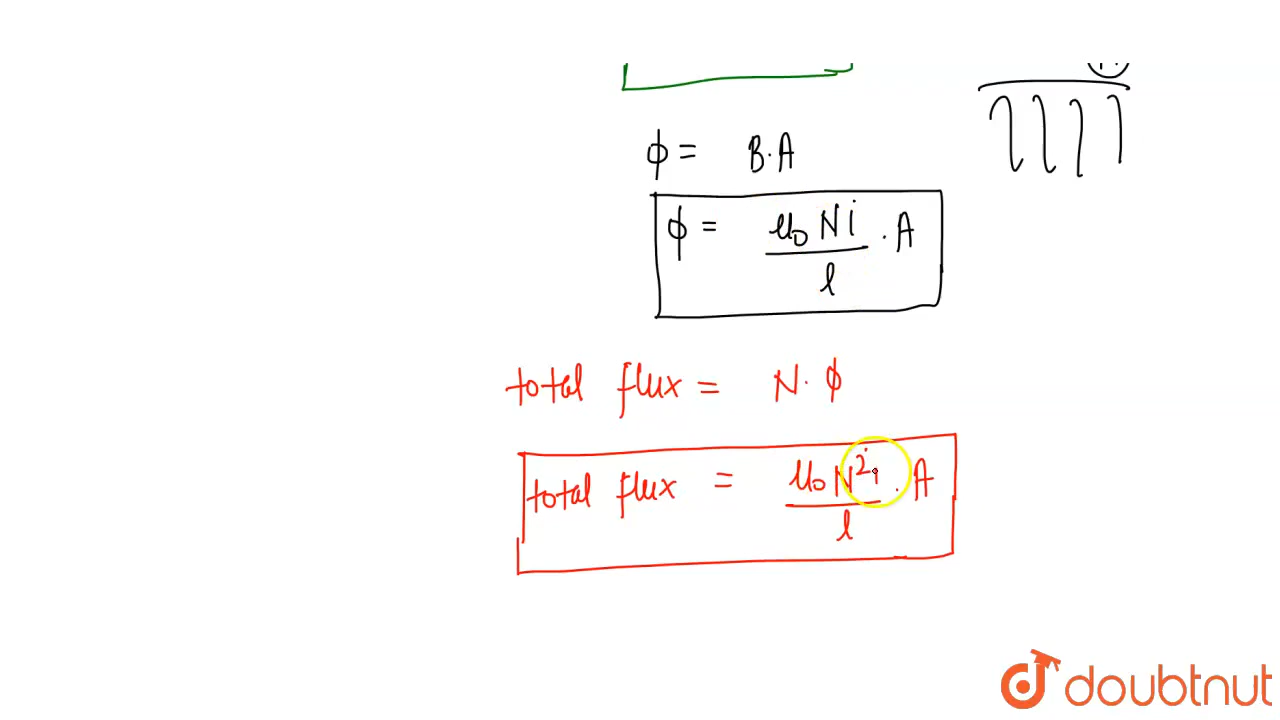 ϕ = B.A
ϕ = μ₀Ni/l . A
total flux = N. ϕ
total flux = μ₀N²i/l . A
doubtnut